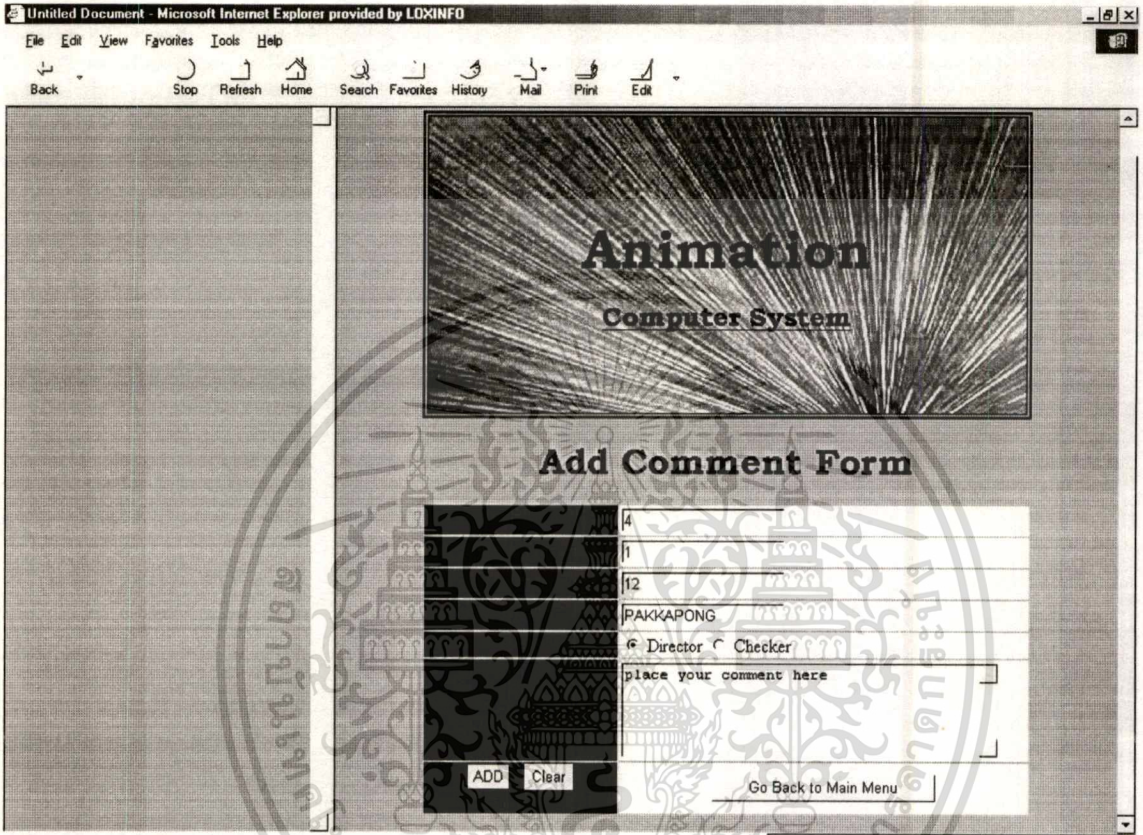 Untitled Document - Microsoft Internet Explorer provided by LOXINFO
File Edit View Favorites Tools Help
Back Stop Refresh Home Search Favorites History Mail Print Edit
Animation
Computer System
Add Comment Form
4
1
12
PAKKAPONG
Director Checker
place your comment here
ADD Clear Go Back to Main Menu